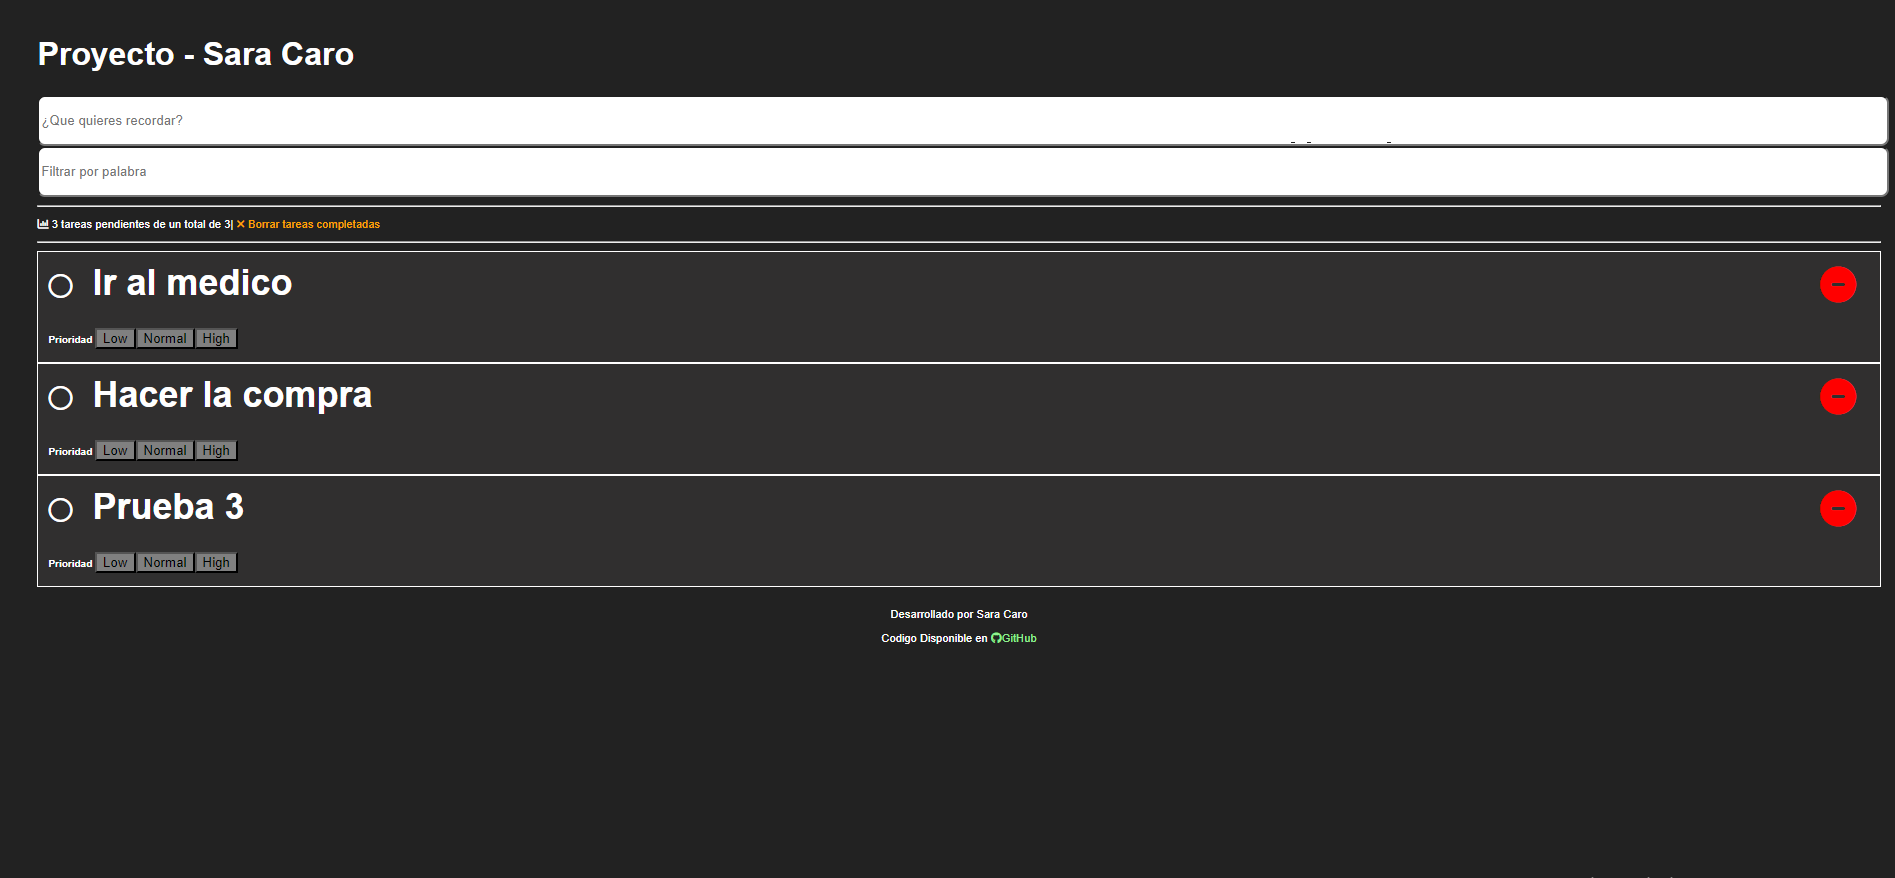 Proyecto - Sara Caro
¿Que quieres recordar?
Filtrar por palabra
3 tareas pendientes de un total de 3| ✕ Borrar tareas completadas
Ir al medico
Prioridad Low Normal High
Hacer la compra
Prioridad Low Normal High
Prueba 3
Prioridad Low Normal High
Desarrollado por Sara Caro
Codigo Disponible en GitHub